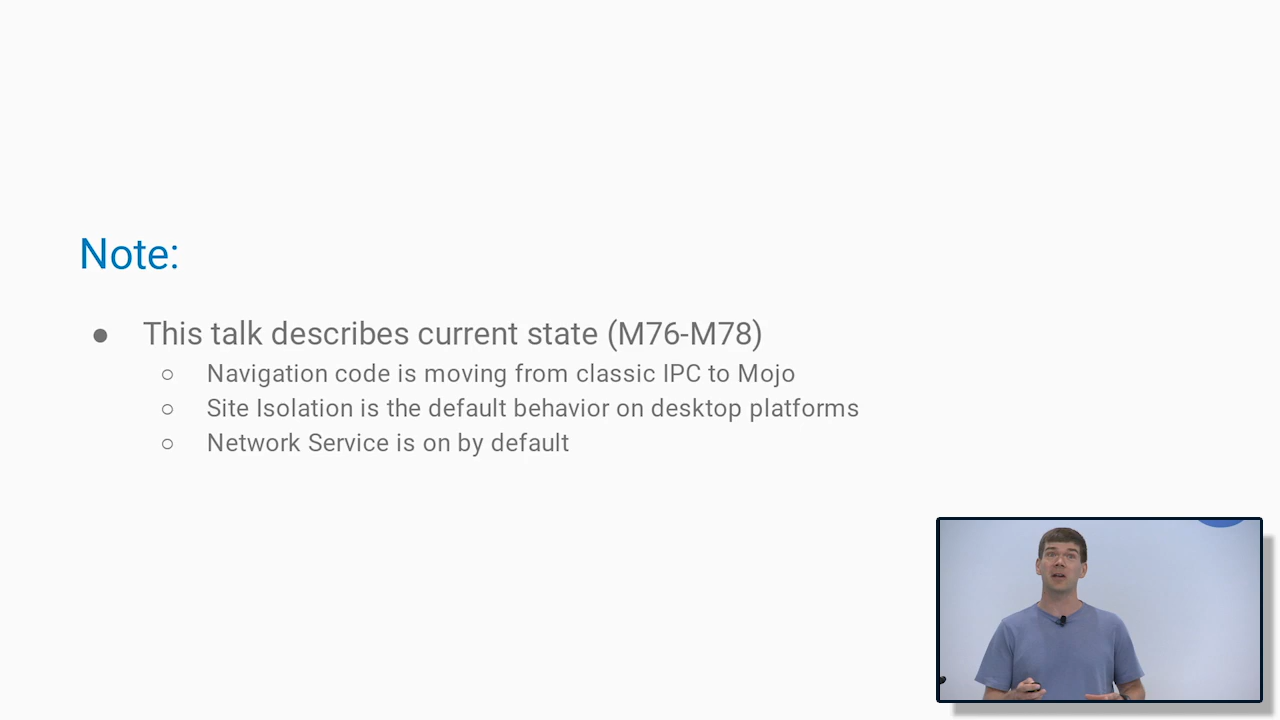 Note:
● This talk describes current state (M76-M78)
○ Navigation code is moving from classic IPC to Mojo
○ Site Isolation is the default behavior on desktop platforms
○ Network Service is on by default